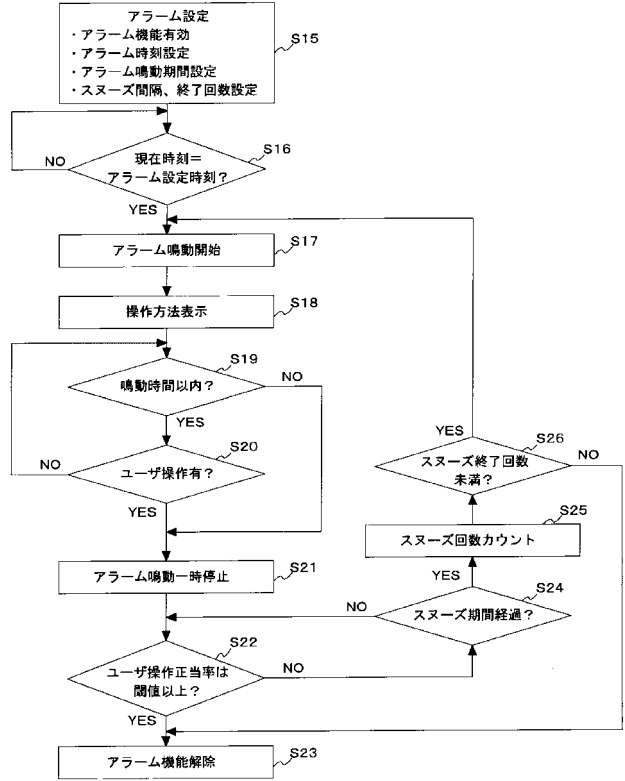 アラーム設定
・アラーム機能有効
・アラーム時刻設定
・アラーム鳴動期間設定
・スヌーズ間隔、終了回数設定
S15
現在時刻＝
アラーム設定時刻？
S16
NO
YES
アラーム鳴動開始
S17
操作方法表示
S18
鳴動時間以内？
S19
NO
YES
ユーザ操作有？
S20
NO
YES
アラーム鳴動一時停止
S21
ユーザ操作正当率は
閾値以上？
S22
NO
YES
アラーム機能解除
S23
スヌーズ期間経過？
S24
NO
YES
スヌーズ回数カウント
S25
スヌーズ終了回数
未満？
S26
YES
NO